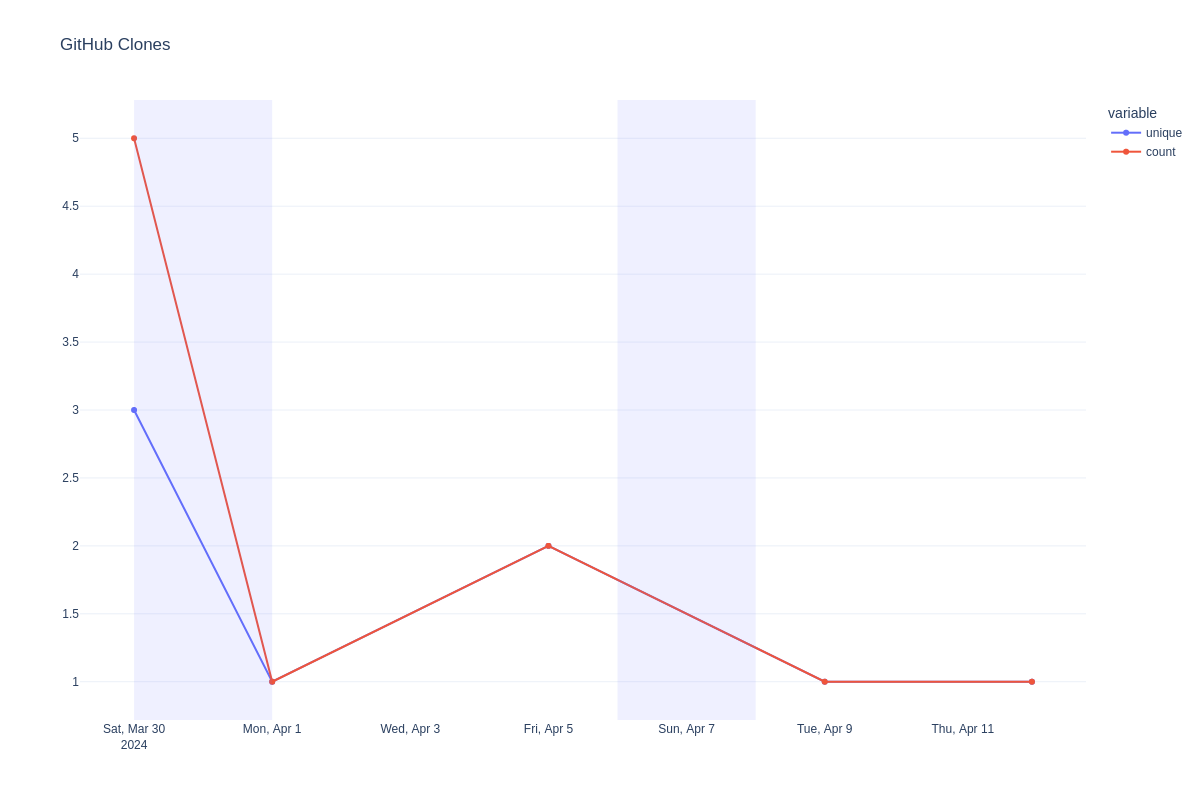 GitHub Clones
variable
unique
count
5
4.5
4
3.5
3
2.5
2
1.5
1
Sat, Mar 30
2024
Mon, Apr 1
Wed, Apr 3
Fri, Apr 5
Sun, Apr 7
Tue, Apr 9
Thu, Apr 11